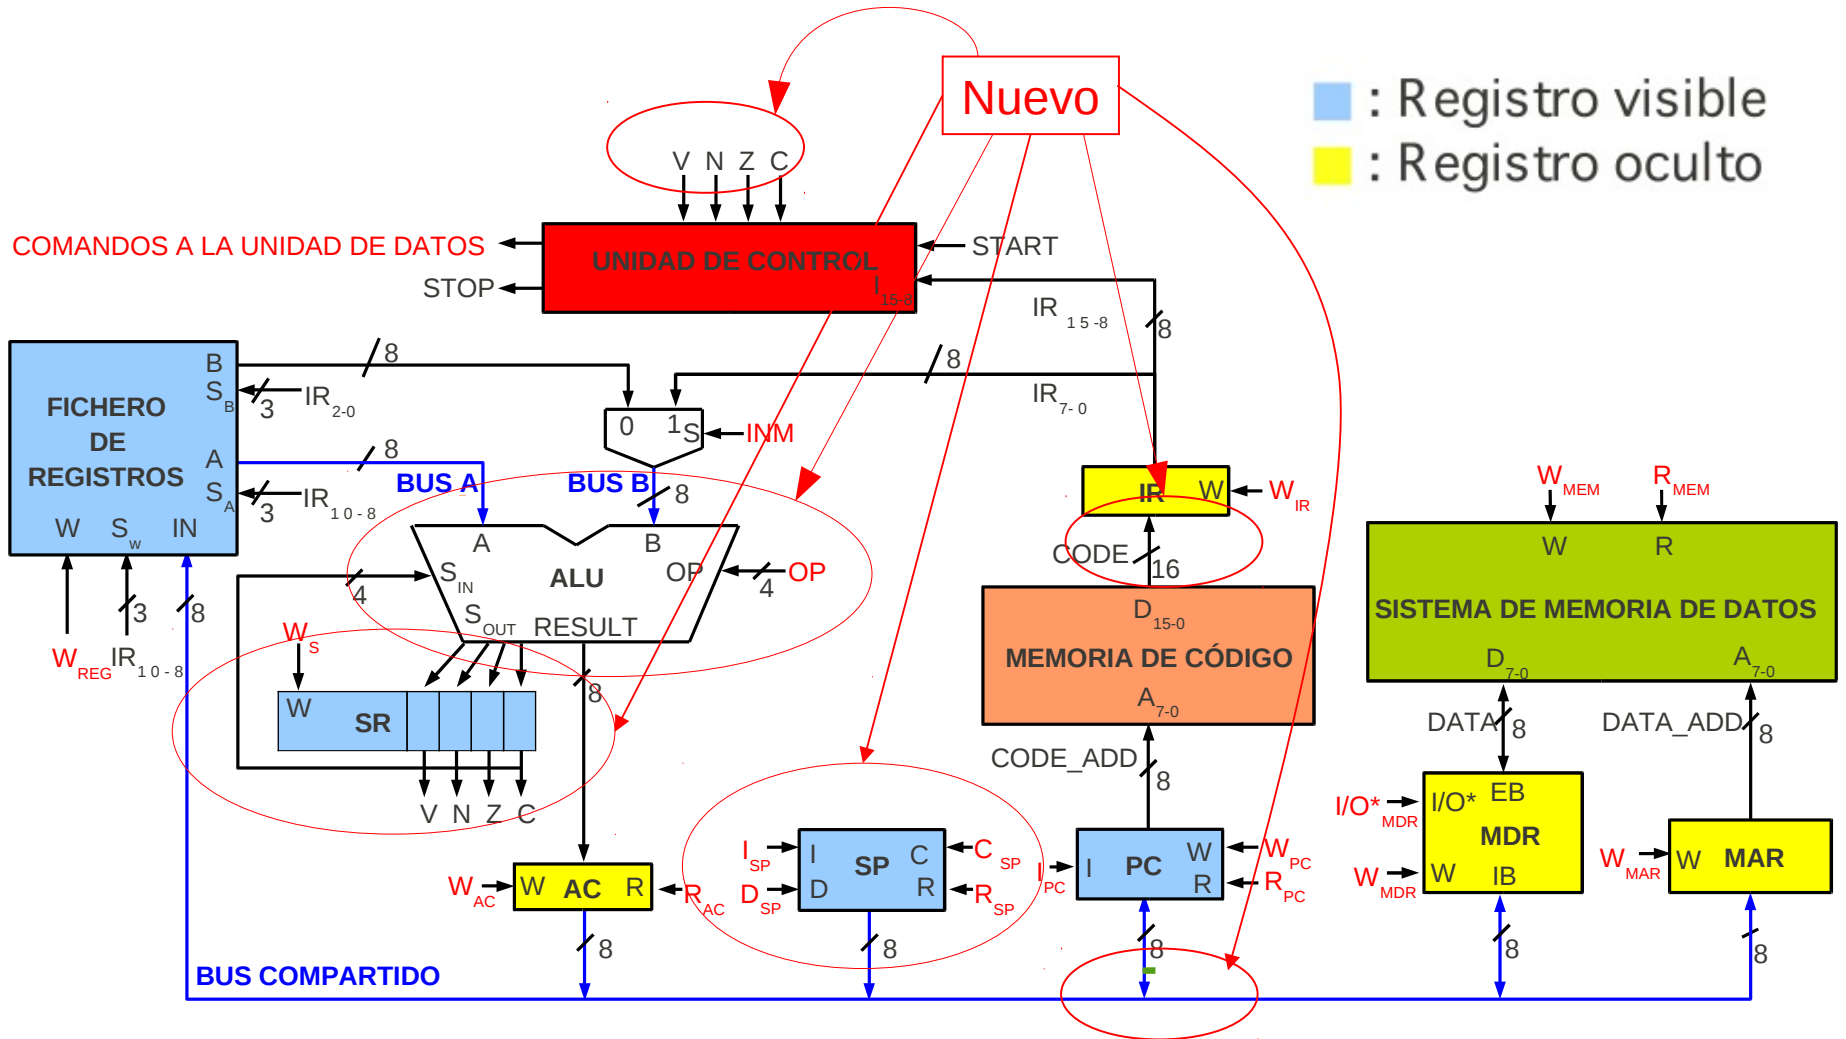 Nuevo
: Registro visible
: Registro oculto
V N Z C
COMANDOS A LA UNIDAD DE DATOS
STOP
UNIDAD DE CONTROL
I15-8
START
IR 15-8
8
FICHERO
DE
REGISTROS
B
SB
A
SA
W Sw IN
8
3
IR2-0
8
3
IR10-8
WREG
3
IR10-8
8
0 1 S
INM
8
IR7-0
BUS A
BUS B
8
A B
SIN
ALU
OP
4
OP
4
SOUT RESULT
WS
W SR
V N Z C
8
WAC
W AC R
RAC
8
BUS COMPARTIDO
ISP
DSP
I SP C
D R
CSP
RSP
8
IR W
WIR
CODE
16
D15-0
MEMORIA DE CÓDIGO
A7-0
CODE_ADD
8
IPC
I PC W
R
WPC
RPC
8
WMEM
RMEM
W R
SISTEMA DE MEMORIA DE DATOS
D7-0
A7-0
DATA
8
DATA_ADD
8
I/O*MDR
I/O* EB
MDR
WMDR
W IB
8
WMAR
W MAR
8